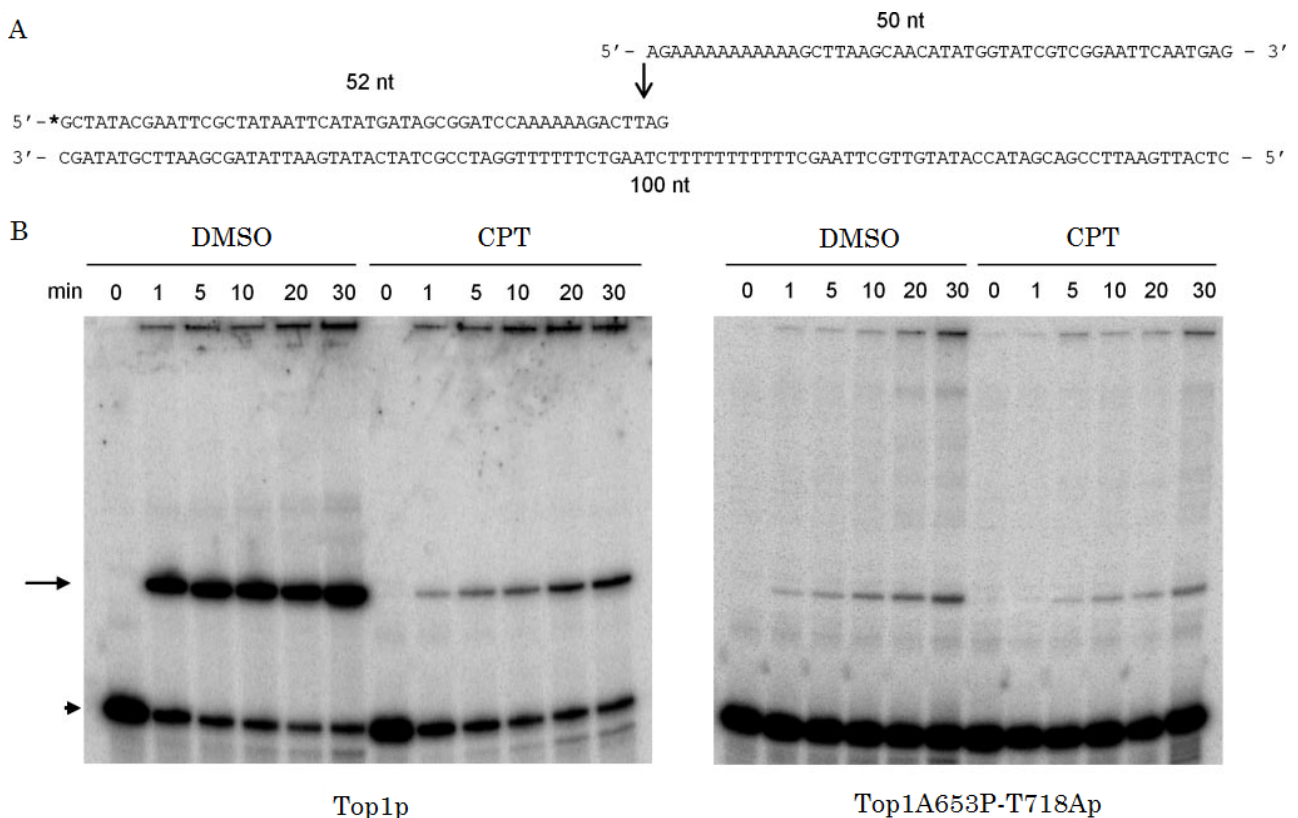 A
50 nt
5′- AGAAAAAAAAAAAGCTTAAGCAACATATGGTATCGTCGGAATTCAATGAG - 3′
52 nt
5′-*GCTATACGAATTCGCTATAATTCATATGATAGCGGATCCAAAAAAGACTTAG
3′- CGATATGCTTAAGCGATATTAAGTATACTATCGCCTAGGTTTTTTCTGAATCTTTTTTTTTTTCGAATTCGTTGTATACCATAGCAGCCTTAAGTTACTC - 5′
100 nt
B
DMSO CPT DMSO CPT
min 0 1 5 10 20 30 0 1 5 10 20 30 0 1 5 10 20 30 0 1 5 10 20 30
Top1p Top1A653P-T718Ap